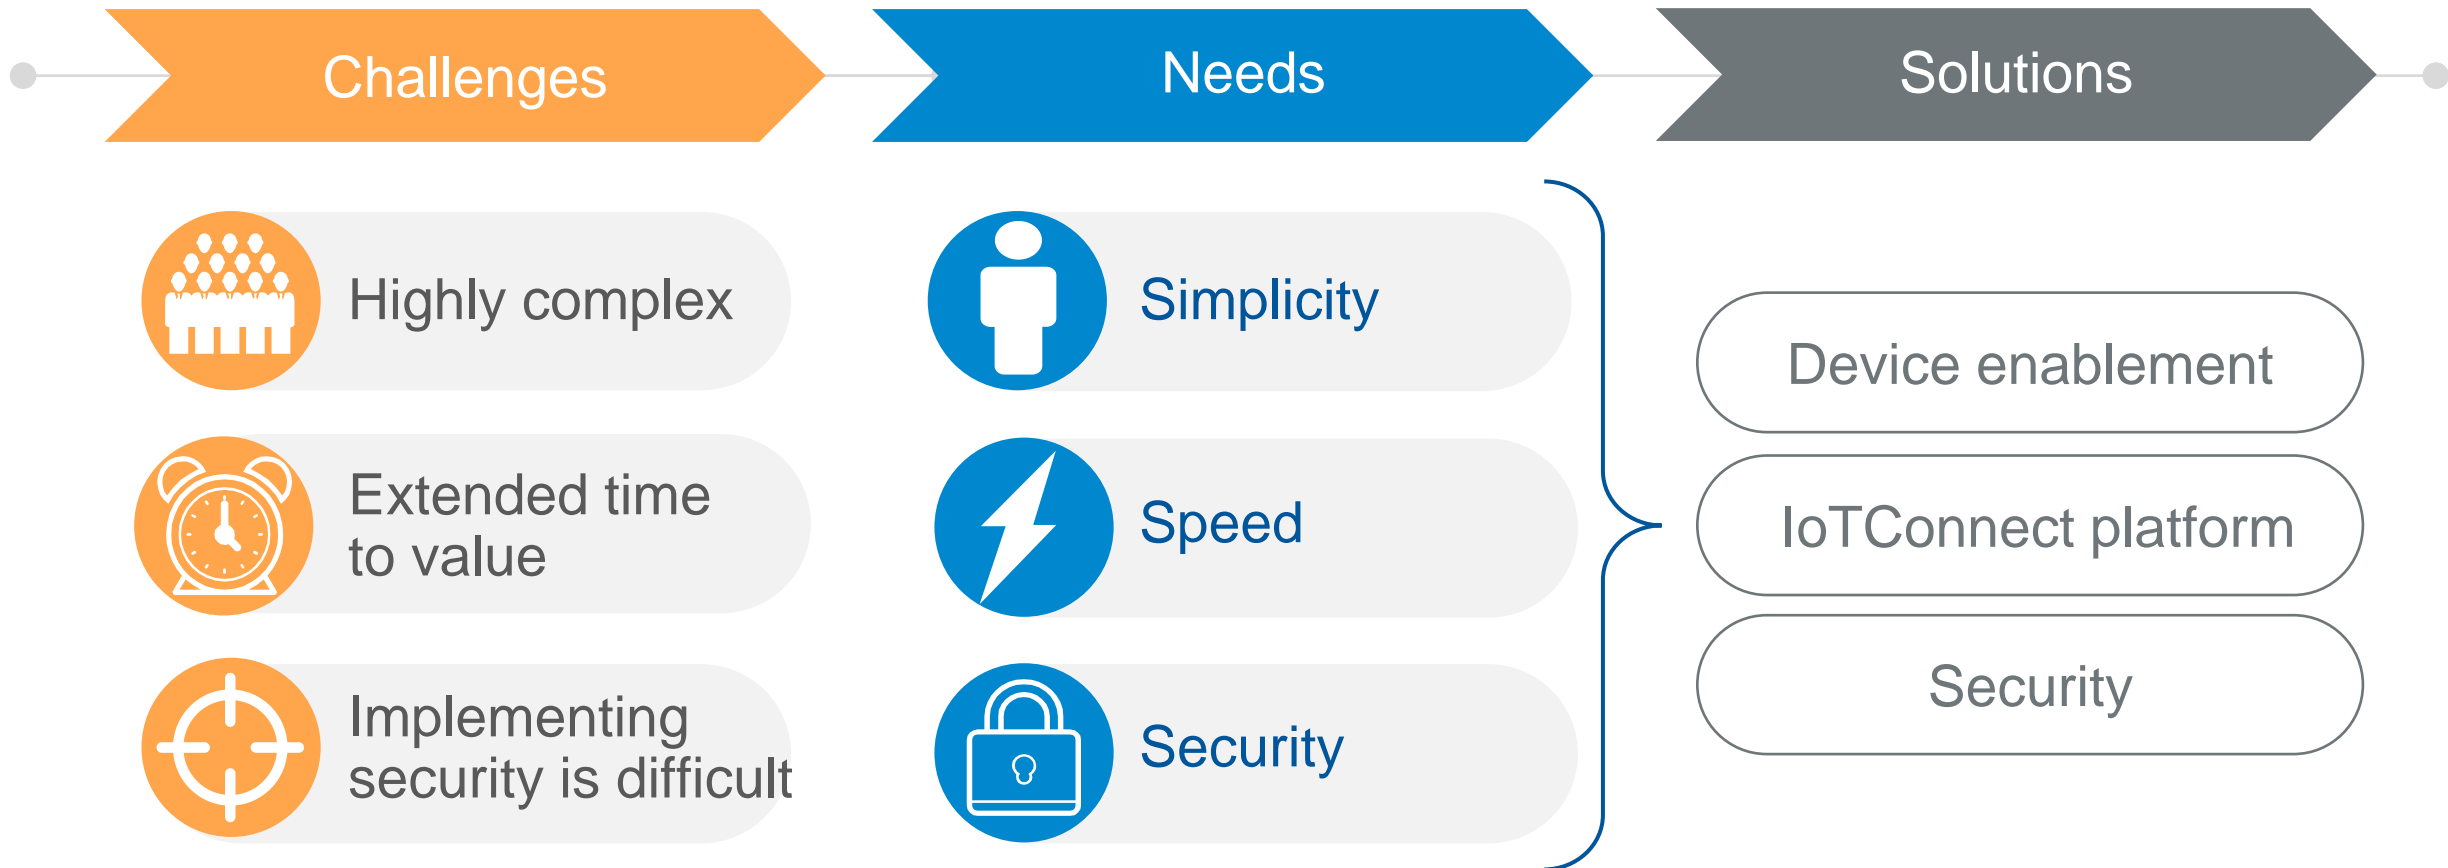 Challenges
Needs
Solutions
Highly complex
Extended time
to value
Implementing
security is difficult
Simplicity
Speed
Security
Device enablement
IoTConnect platform
Security